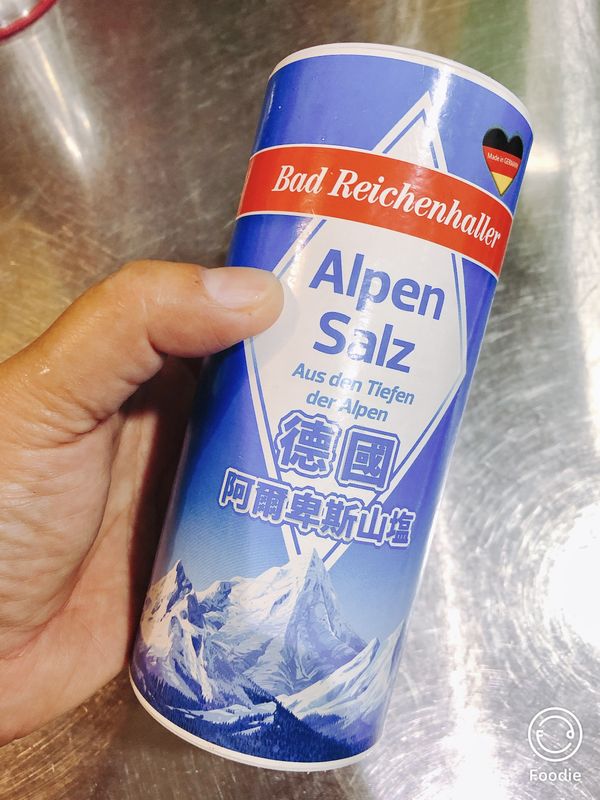 Made in GERMANY
Bad Reichenhaller
Alpen
Salz
Aus den Tiefen
der Alpen
德國
阿爾卑斯山塩
Foodie